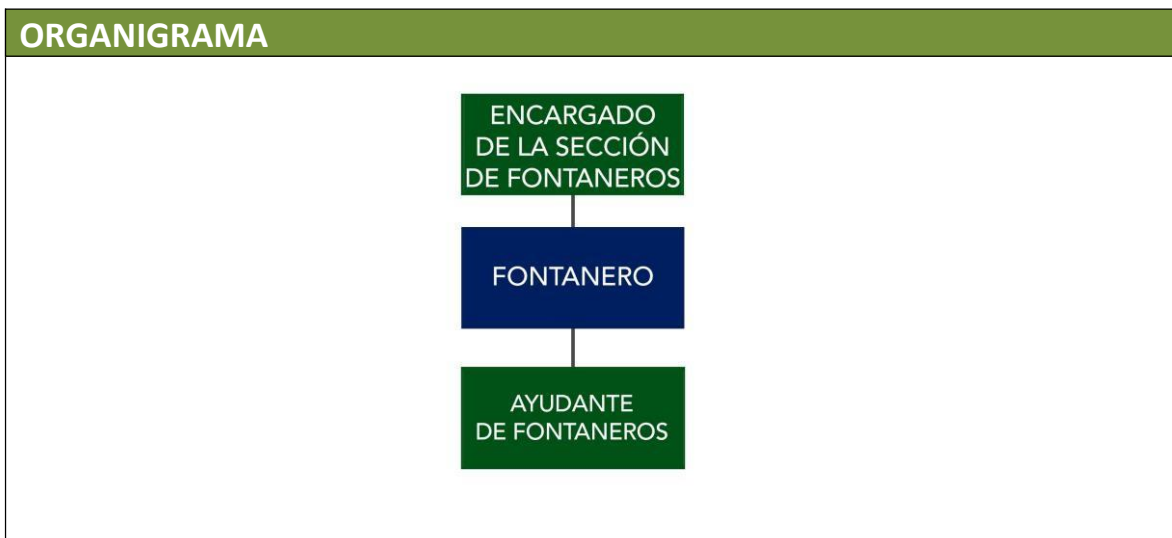 ORGANIGRAMA
ENCARGADO
DE LA SECCIÓN
DE FONTANEROS
FONTANERO
AYUDANTE
DE FONTANEROS